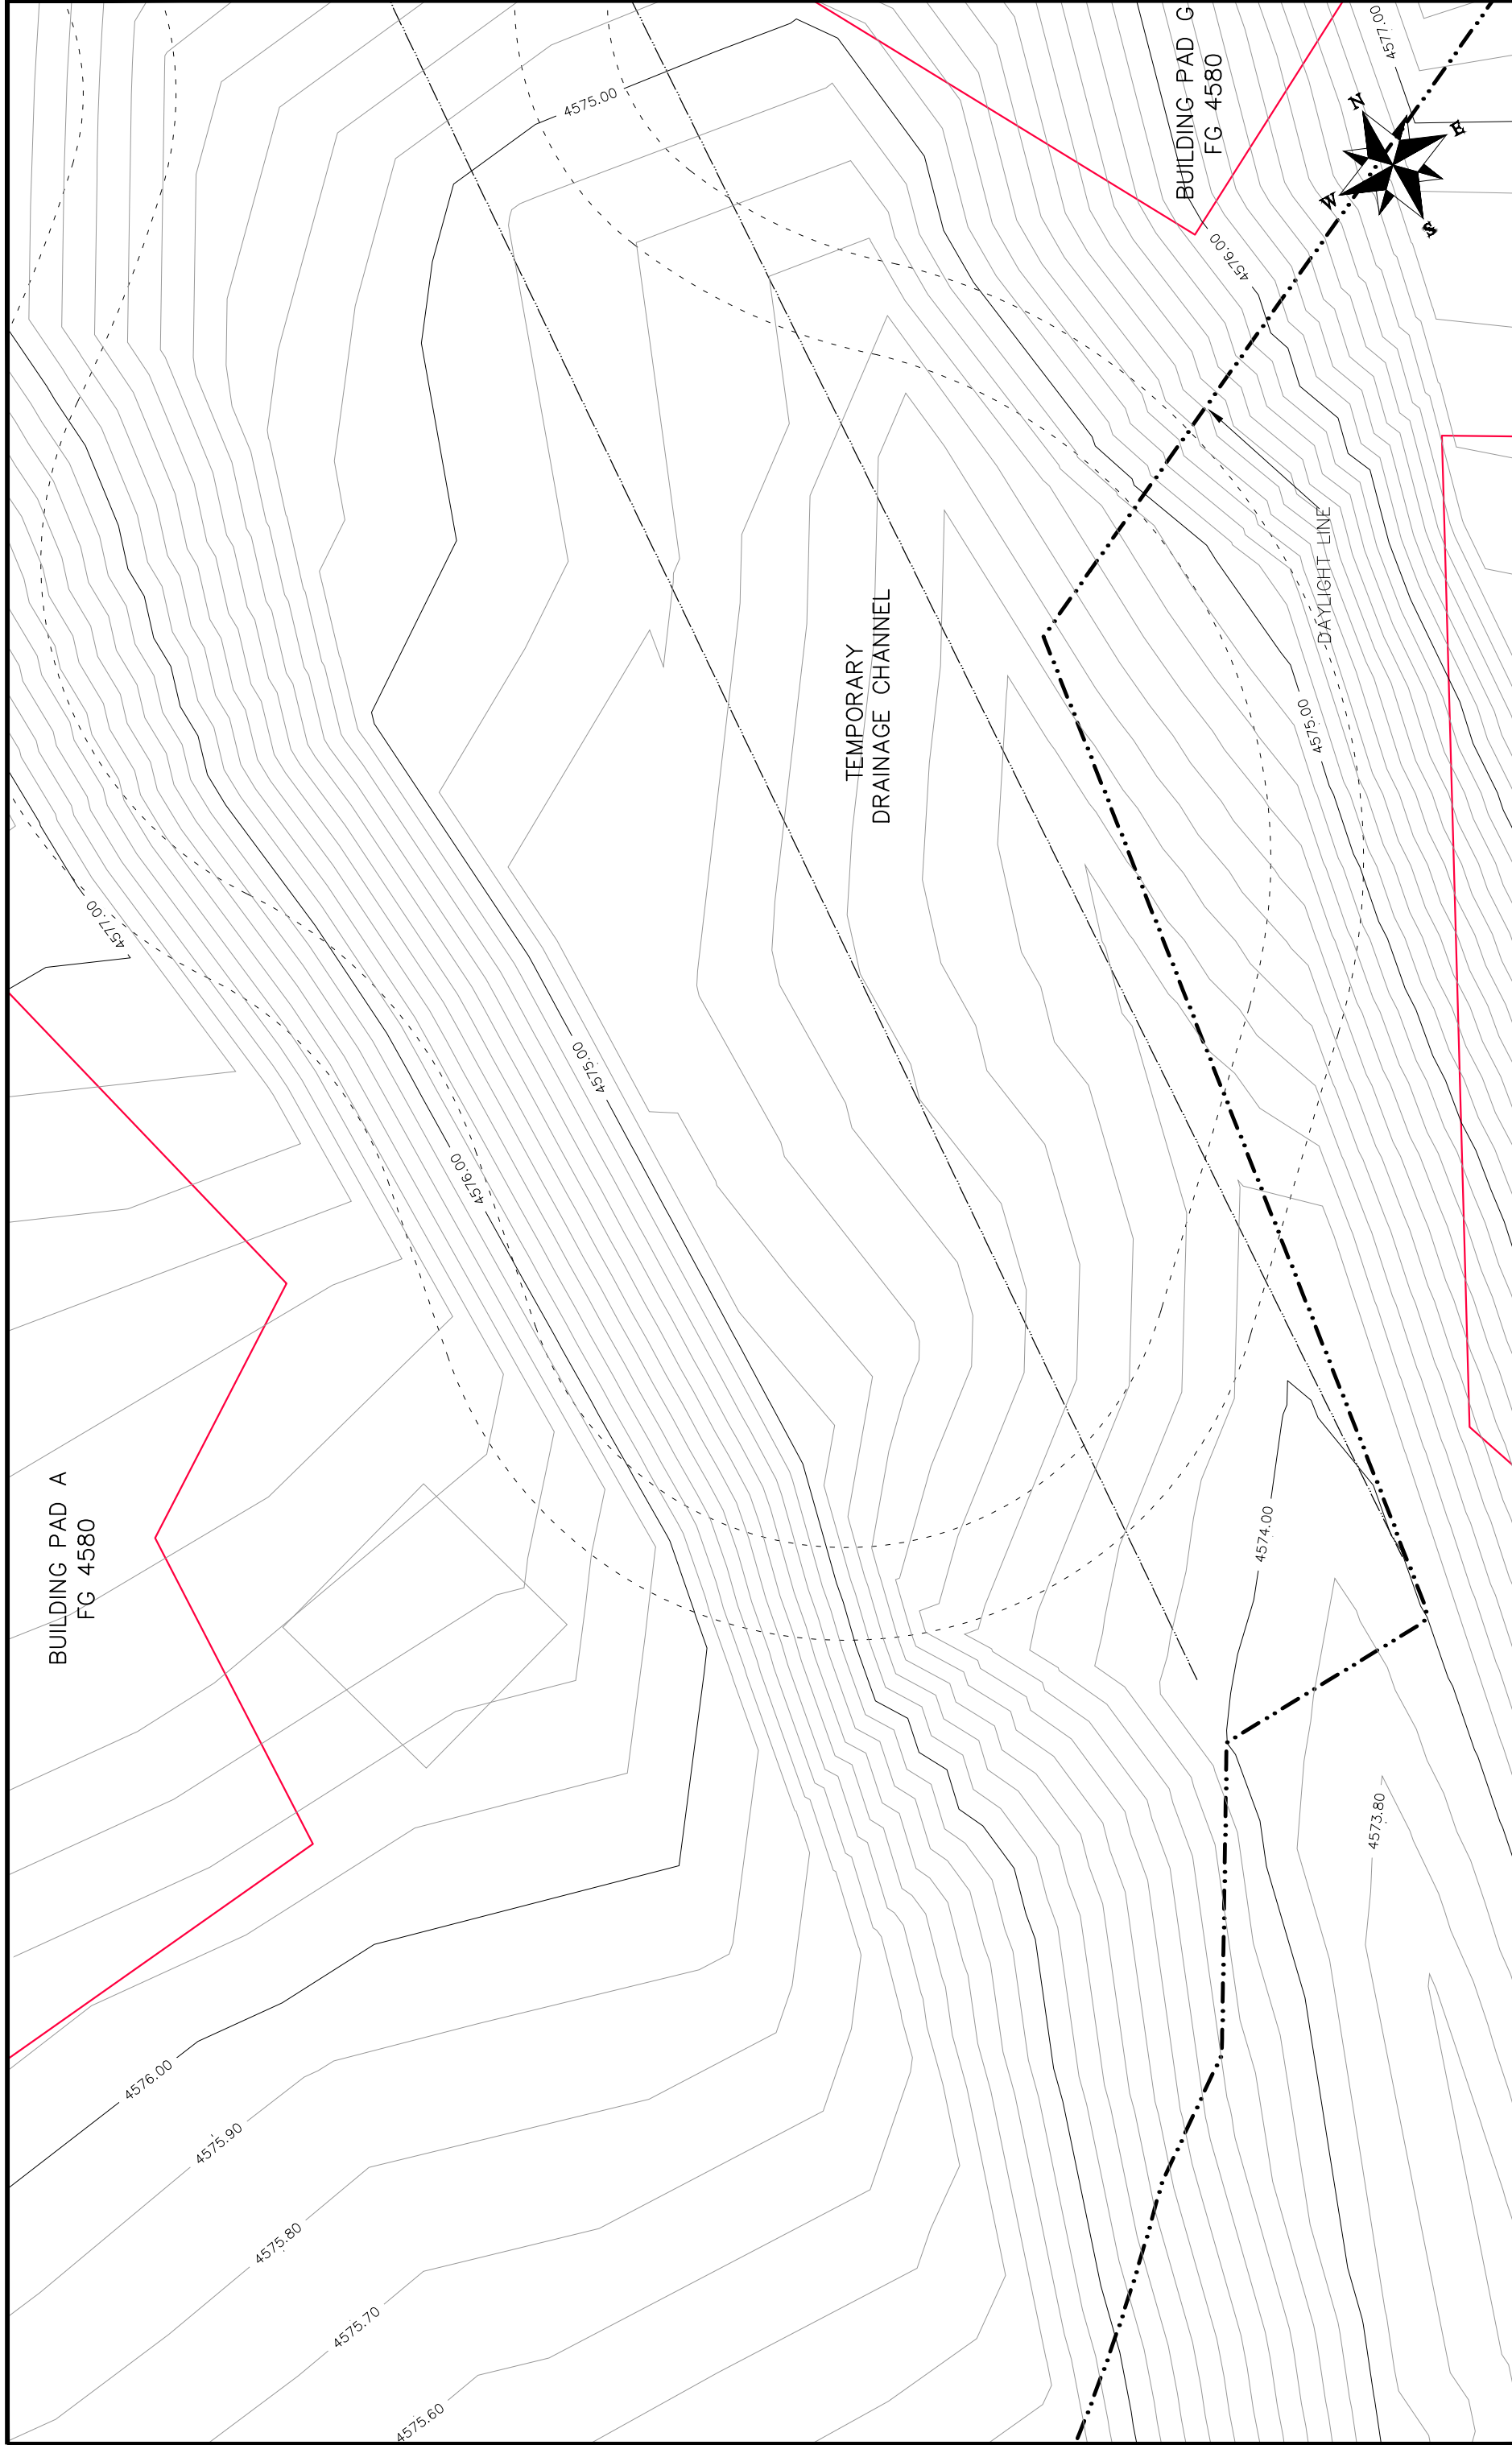 4577.00
BUILDING PAD G
FG 4580
N
E
W
S
4575.00
4576.00
DAYLIGHT LINE
TEMPORARY
DRAINAGE CHANNEL
4575.00
4577.00
4575.00
4576.00
BUILDING PAD A
FG 4580
4574.00
4573.80
4576.00
4575.90
4575.80
4575.70
4575.60